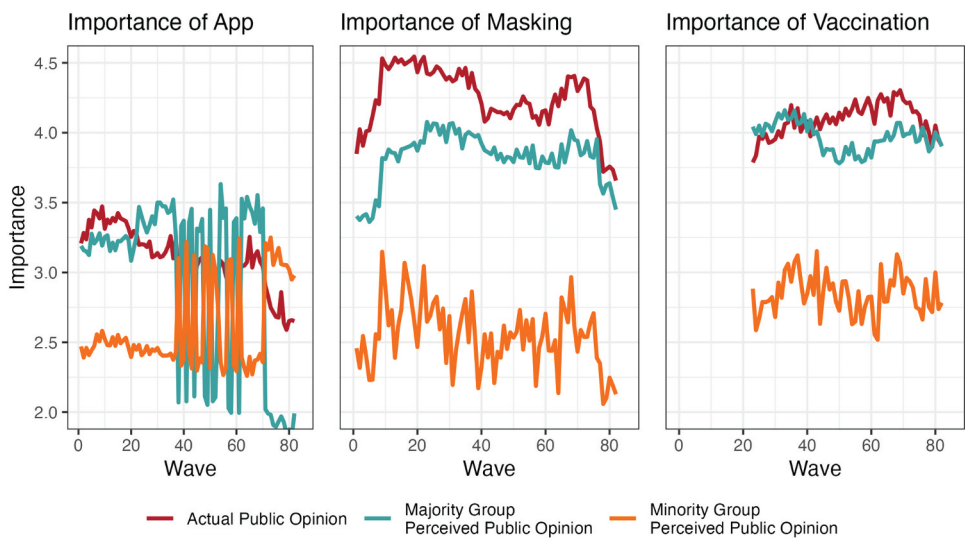 Importance of App
Importance of Masking
Importance of Vaccination
Importance
4.5
4.0
3.5
3.0
2.5
2.0
0 20 40 60 80
0 20 40 60 80
0 20 40 60 80
Wave
Wave
Wave
Actual Public Opinion
Majority Group
Perceived Public Opinion
Minority Group
Perceived Public Opinion